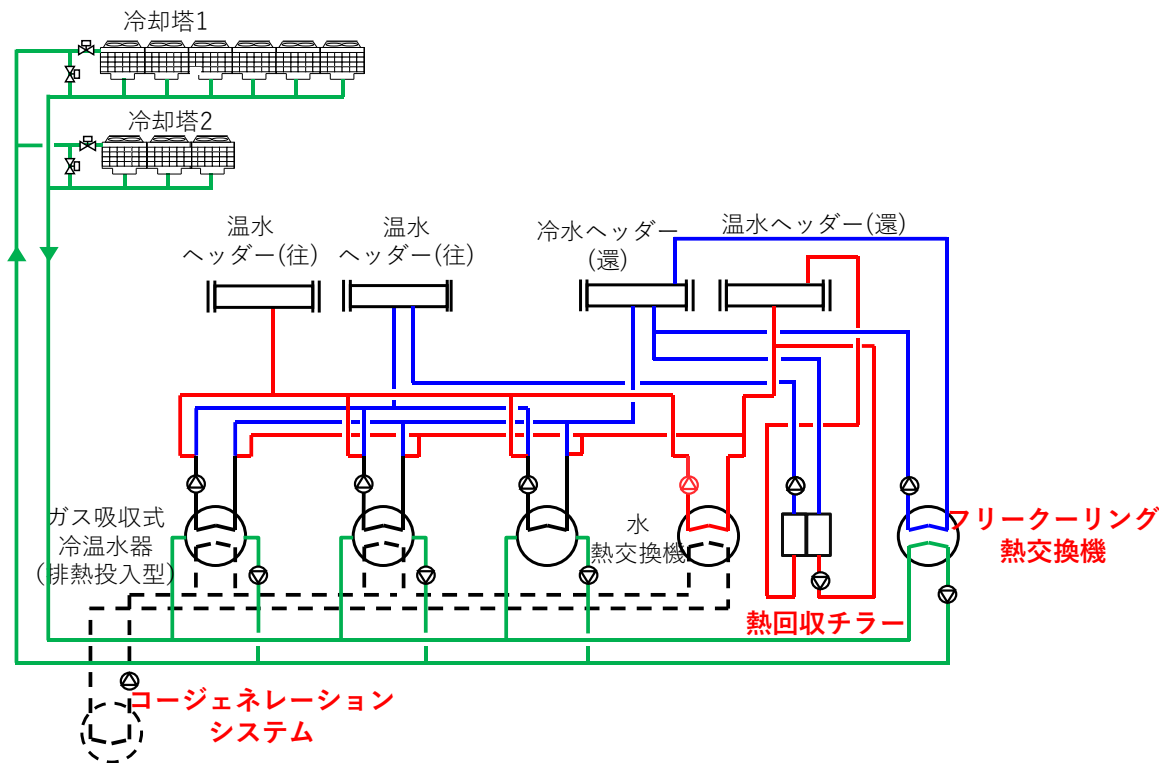 冷却塔1
冷却塔2
温水
ヘッダー(往)
温水
ヘッダー(往)
冷水ヘッダー
(還)
温水ヘッダー(還)
ガス吸収式
冷温水器
(排熱投入型)
水
熱交換機
フリークーリング
熱交換機
熱回収チラー
コージェネレーション
システム